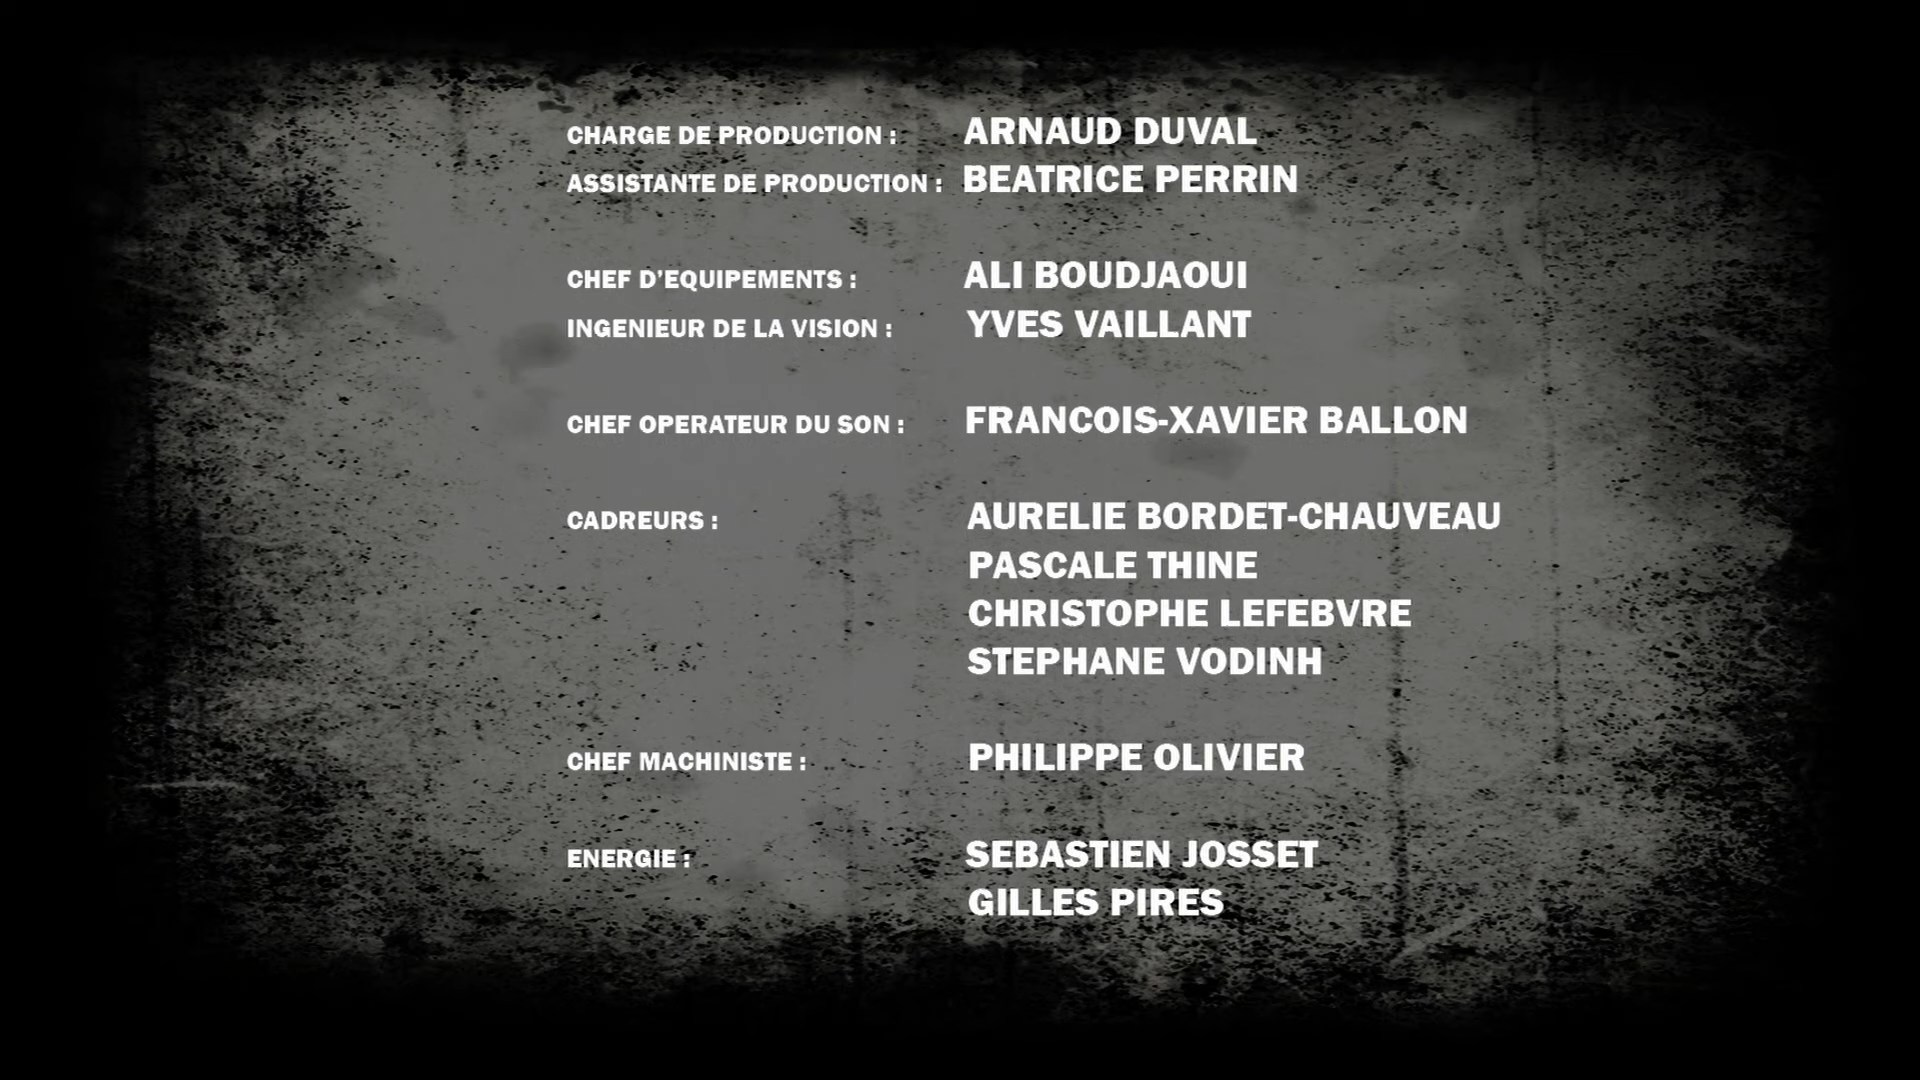 CHARGE DE PRODUCTION : ARNAUD DUVAL
ASSISTANTE DE PRODUCTION : BEATRICE PERRIN
CHEF D’EQUIPEMENTS : ALI BOUDJAOUI
INGENIEUR DE LA VISION : YVES VAILLANT
CHEF OPERATEUR DU SON : FRANCOIS-XAVIER BALLON
CADREURS : AURELIE BORDET-CHAUVEAU
PASCALE THINE
CHRISTOPHE LEFEBVRE
STEPHANE VODINH
CHEF MACHINISTE : PHILIPPE OLIVIER
ENERGIE : SEBASTIEN JOSSET
GILLES PIRES